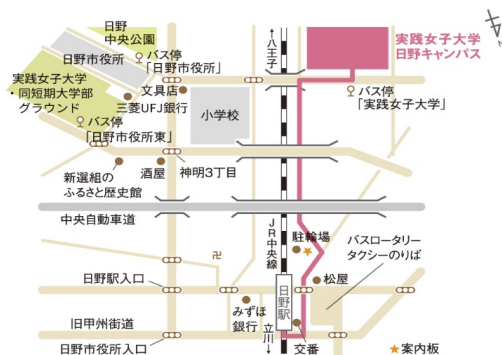 日野
中央公園
日野市役所
バス停
「日野市役所」
↑八王子
実践女子大学
日野キャンパス
実践女子大学
・同短期大学部
グラウンド
文具店
三菱UFJ銀行
小学校
バス停
「実践女子大学」
バス停
「日野市役所東」
新選組の
ふるさと歴史館
酒屋
神明3丁目
中央自動車道
JR中央線
駐輪場
バスロータリー
タクシーのりば
日野駅入口
みずほ
銀行
日野駅
松屋
旧甲州街道
日野市役所入口
立川→
交番
★案内板
N